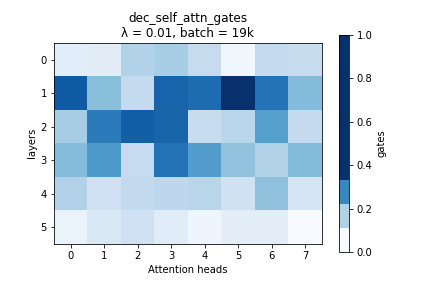 dec_self_attn_gates
λ = 0.01, batch = 19k
0
1
2
3
4
5
layers
0 1 2 3 4 5 6 7
Attention heads
1.0
0.8
0.6
0.4
0.2
0.0
gates